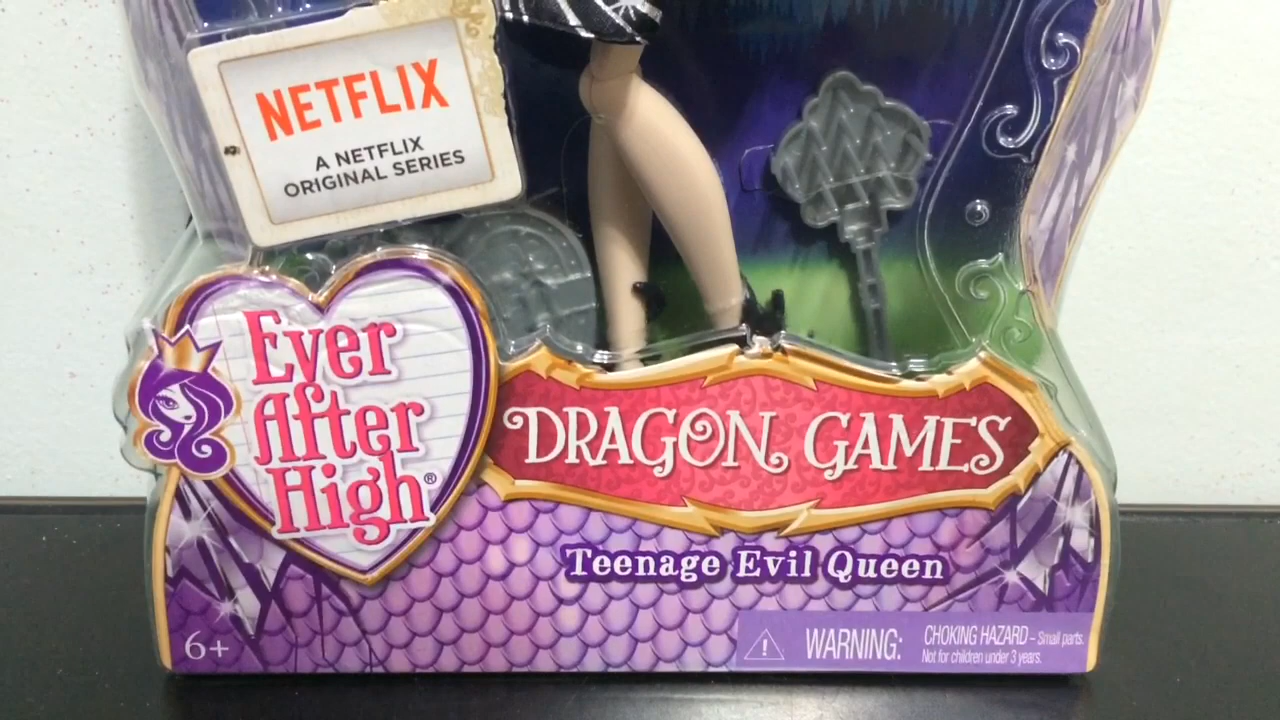 NETFLIX
A NETFLIX
ORIGINAL SERIES
Ever
After
High®
DRAGON GAMES
Teenage Evil Queen
6+
WARNING:
CHOKING HAZARD – Small parts.
Not for children under 3 years.